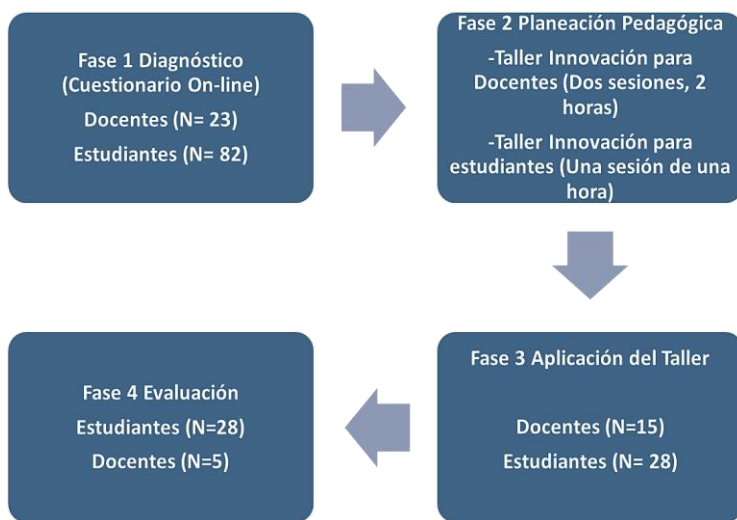 Fase 1 Diagnóstico
(Cuestionario On-line)
Docentes (N= 23)
Estudiantes (N= 82)
Fase 2 Planeación Pedagógica
-Taller Innovación para
Docentes (Dos sesiones, 2
horas)
-Taller Innovación para
estudiantes (Una sesión de una
hora)
Fase 3 Aplicación del Taller
Docentes (N=15)
Estudiantes (N= 28)
Fase 4 Evaluación
Estudiantes (N=28)
Docentes (N=5)